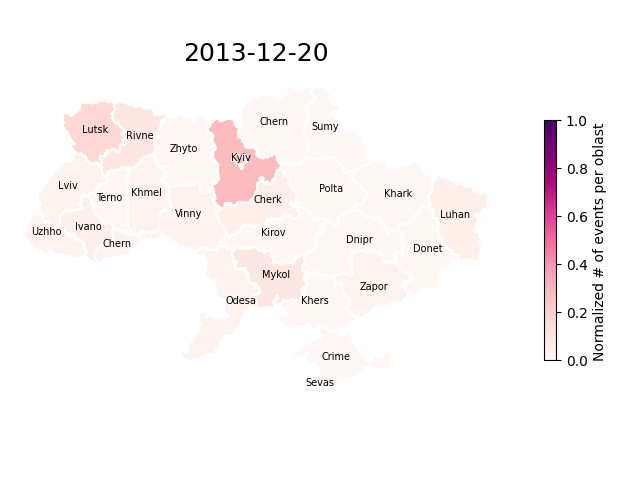 2013-12-20
Chern
Sumy
Lutsk
Rivne
Zhyto
Kyiv
Lviv
Terno
Khmel
Cherk
Polta
Khark
Vinny
Luhan
Uzhho
Ivano
Chern
Kirov
Dnipr
Donet
Mykol
Zapor
Odesa
Khers
Crime
Sevas
1.0
0.8
0.6
0.4
0.2
0.0
Normalized # of events per oblast